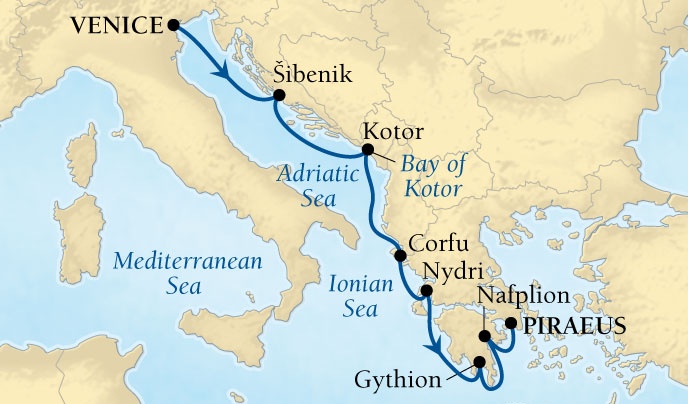 VENICE
Šibenik
Kotor
Bay of
Kotor
Adriatic
Sea
Corfu
Mediterranean
Sea
Nydri
Ionian
Sea
Nafplion
PIRAEUS
Gythion